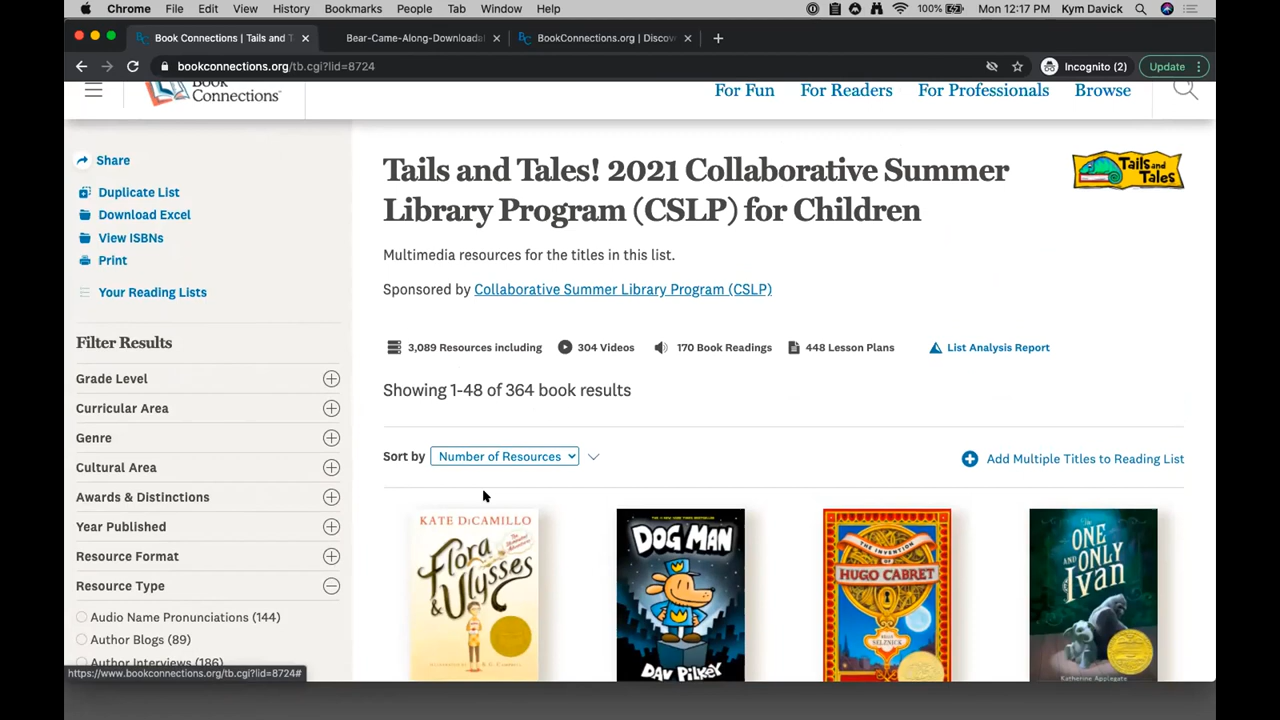 Chrome File Edit View History Bookmarks People Tab Window Help 100% Mon 12:17 PM Kym Davick
Book Connections | Tails and T Bear-Came-Along-Downloadal BookConnections.org | Discov
bookconnections.org/tb.cgi?lid=8724 Incognito (2) Update
Book Connections™ For Fun For Readers For Professionals Browse
Share
Duplicate List
Download Excel
View ISBNs
Print
Your Reading Lists
Filter Results
Grade Level
Curricular Area
Genre
Cultural Area
Awards & Distinctions
Year Published
Resource Format
Resource Type
Audio Name Pronunciations (144)
Author Blogs (89)
Author Interviews (186)
https://www.bookconnections.org/tb.cgi?lid=8724#
Tails and Tales! 2021 Collaborative Summer
Library Program (CSLP) for Children
Tails and
Tales
Multimedia resources for the titles in this list.
Sponsored by Collaborative Summer Library Program (CSLP)
3,089 Resources including 304 Videos 170 Book Readings 448 Lesson Plans List Analysis Report
Showing 1-48 of 364 book results
Sort by Number of Resources Add Multiple Titles to Reading List
KATE DiCAMILLO
Flora
&
Ulysses
DOG MAN
DAV PILKEY
THE INVENTION
OF
HUGO CABRET
BRIAN
SELZNICK
THE
ONE
AND ONLY
Ivan
Katherine Applegate